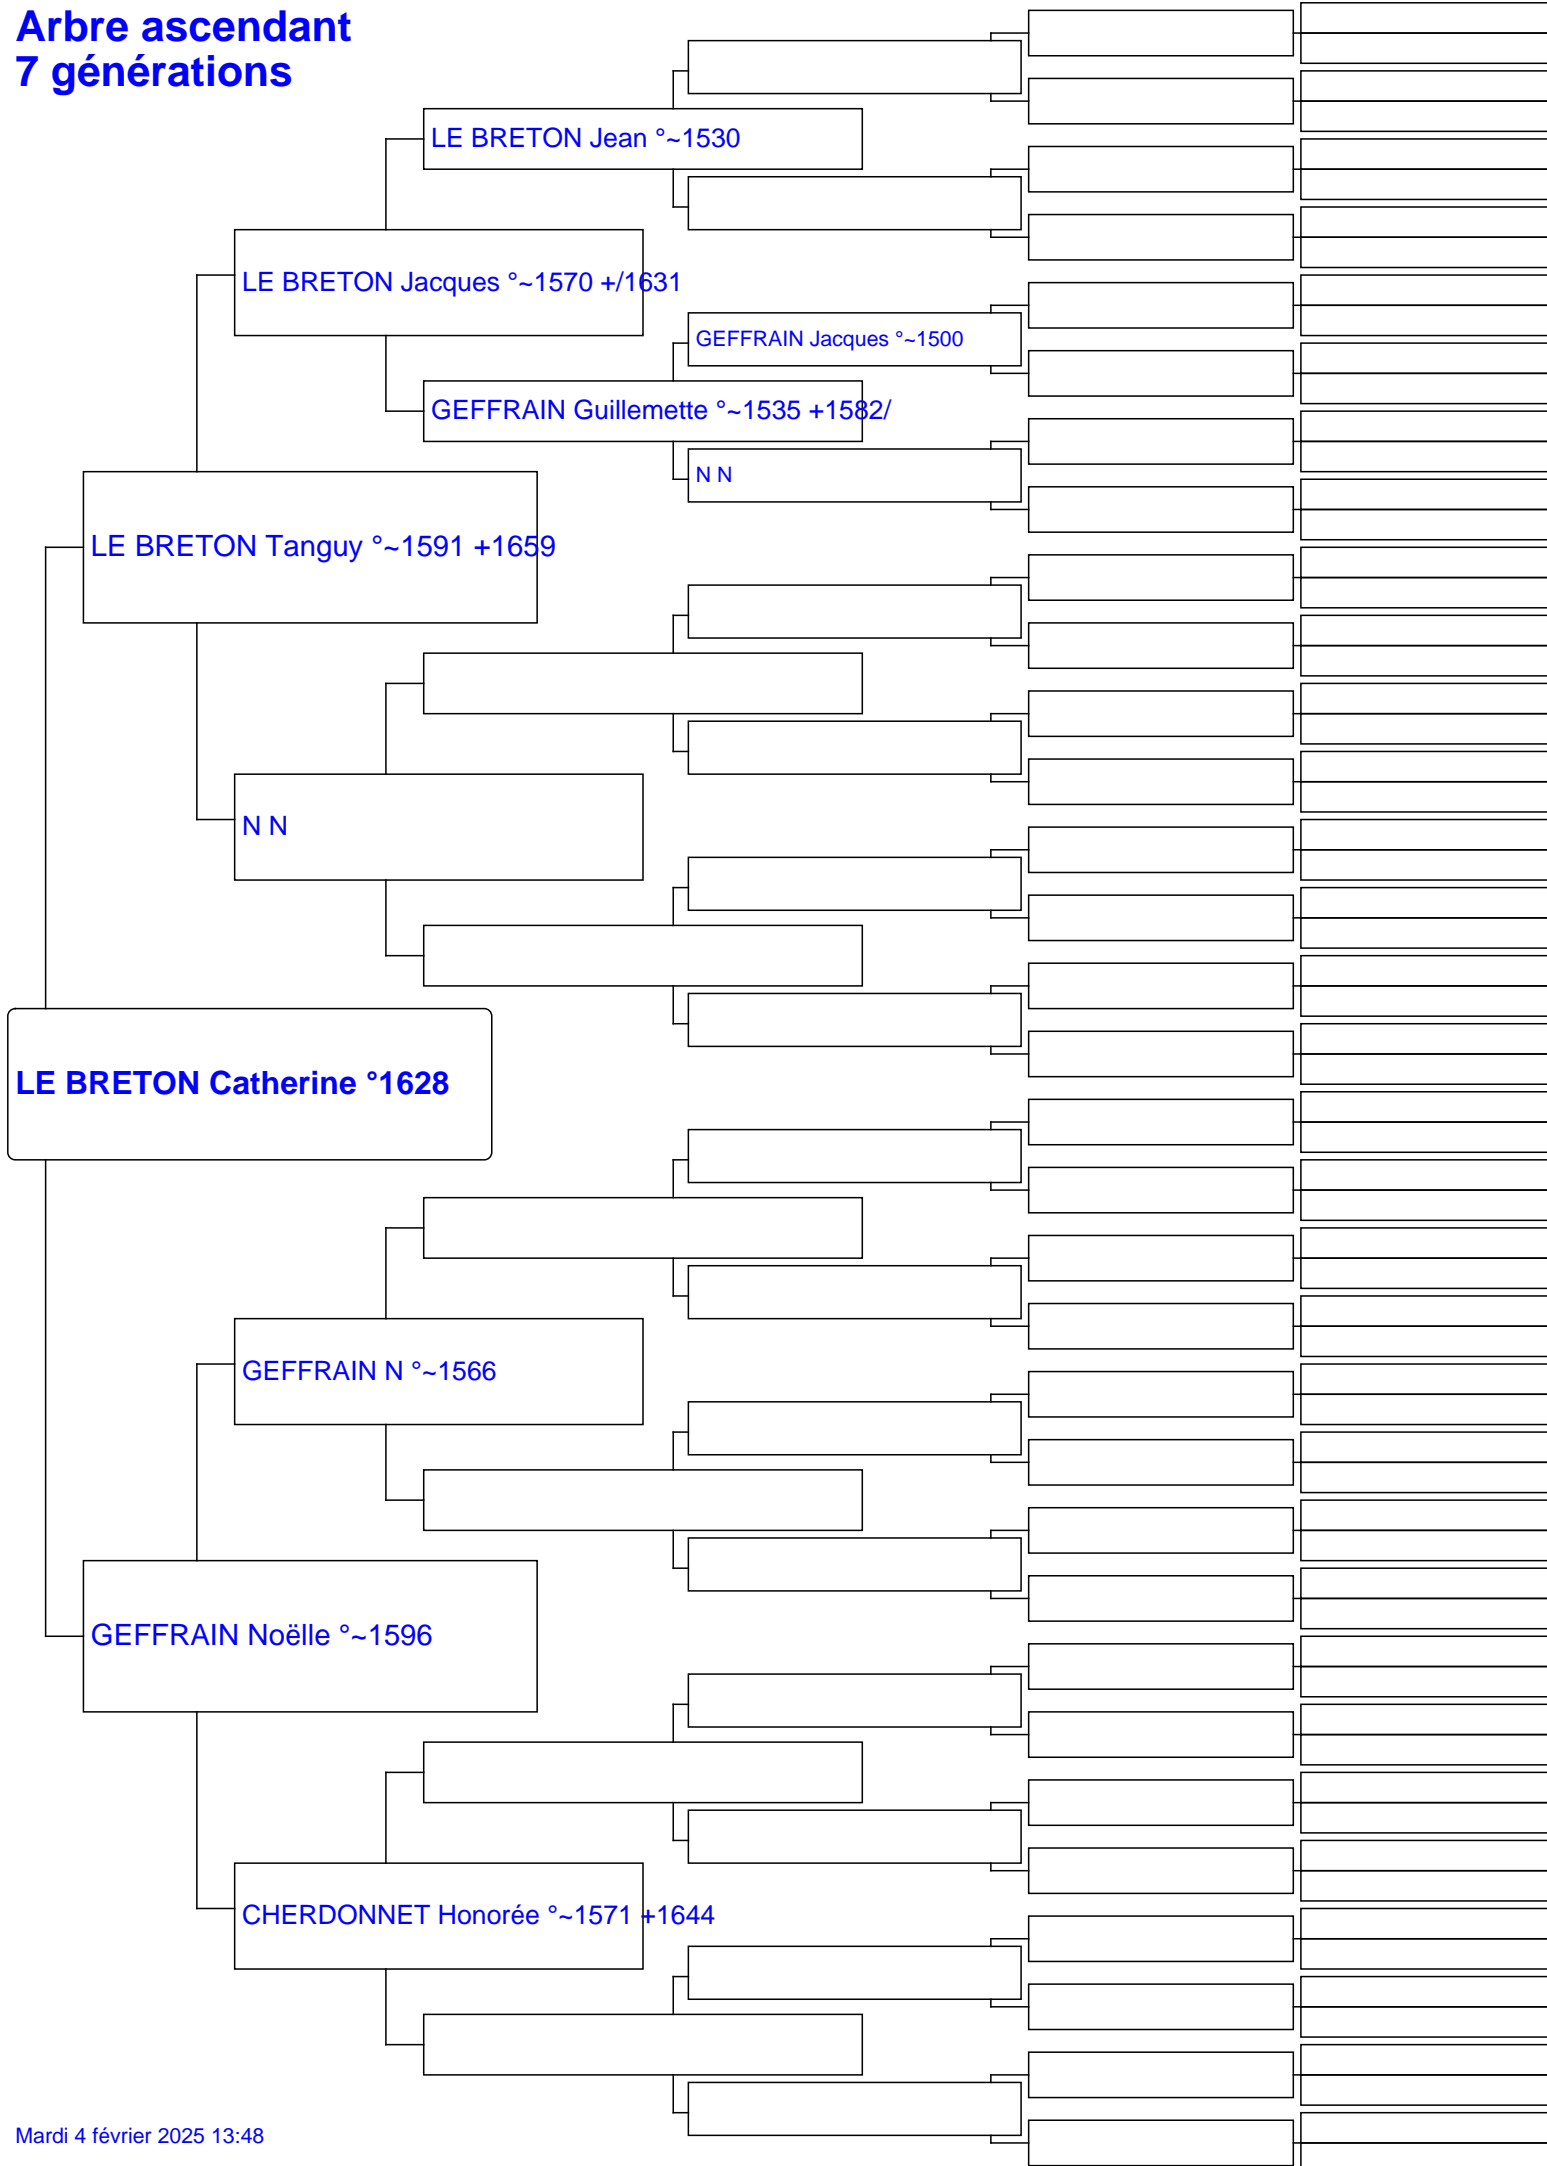 Arbre ascendant
7 générations
LE BRETON Jean °~1530
LE BRETON Jacques °~1570 +/1631
GEFFRAIN Jacques °~1500
GEFFRAIN Guillemette °~1535 +1582/
N N
LE BRETON Tanguy °~1591 +1659
N N
LE BRETON Catherine °1628
GEFFRAIN N °~1566
GEFFRAIN Noëlle °~1596
CHERDONNET Honorée °~1571 +1644
Mardi 4 février 2025 13:48